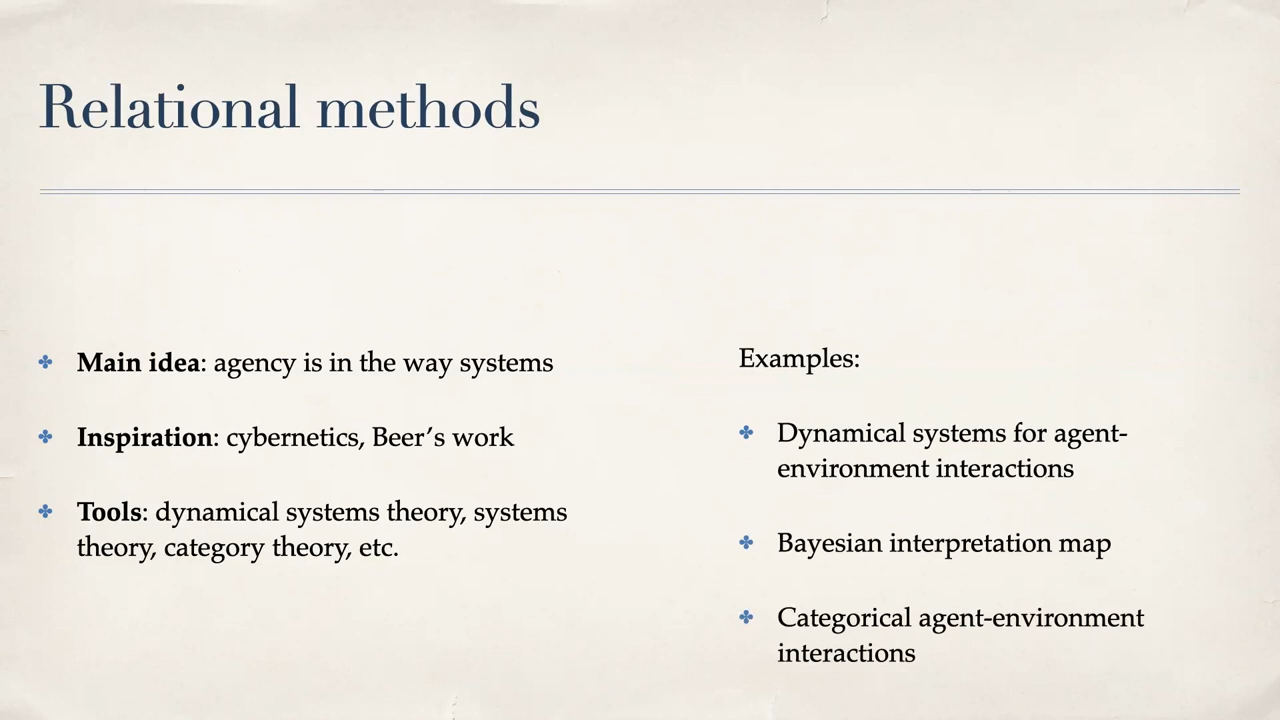 Relational methods
Main idea: agency is in the way systems
Inspiration: cybernetics, Beer's work
Tools: dynamical systems theory, systems
theory, category theory, etc.
Examples:
Dynamical systems for agent-
environment interactions
Bayesian interpretation map
Categorical agent-environment
interactions